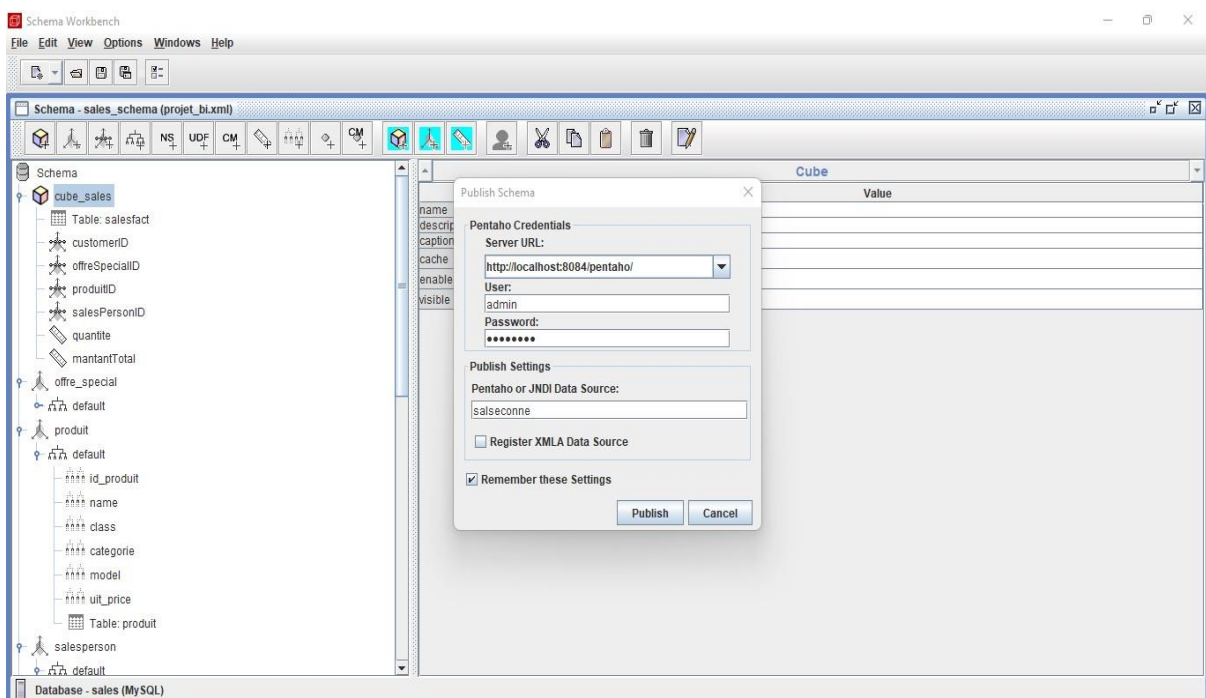 Schema Workbench
File Edit View Options Windows Help
Schema - sales_schema (projet_bi.xml)
NS UDF CM CM
Schema
cube_sales
Table: salesfact
customerID
offreSpecialID
produitID
salesPersonID
quantite
mantantTotal
offre_special
default
produit
default
id_produit
name
class
categorie
model
uit_price
Table: produit
salesperson
default
Cube
Value
name
descrip
caption
cache
enable
visible
Publish Schema
Pentaho Credentials
Server URL:
http://localhost:8084/pentaho/
User:
admin
Password:
••••••••
Publish Settings
Pentaho or JNDI Data Source:
salseconne
Register XMLA Data Source
Remember these Settings
Publish Cancel
Database - sales (MySQL)